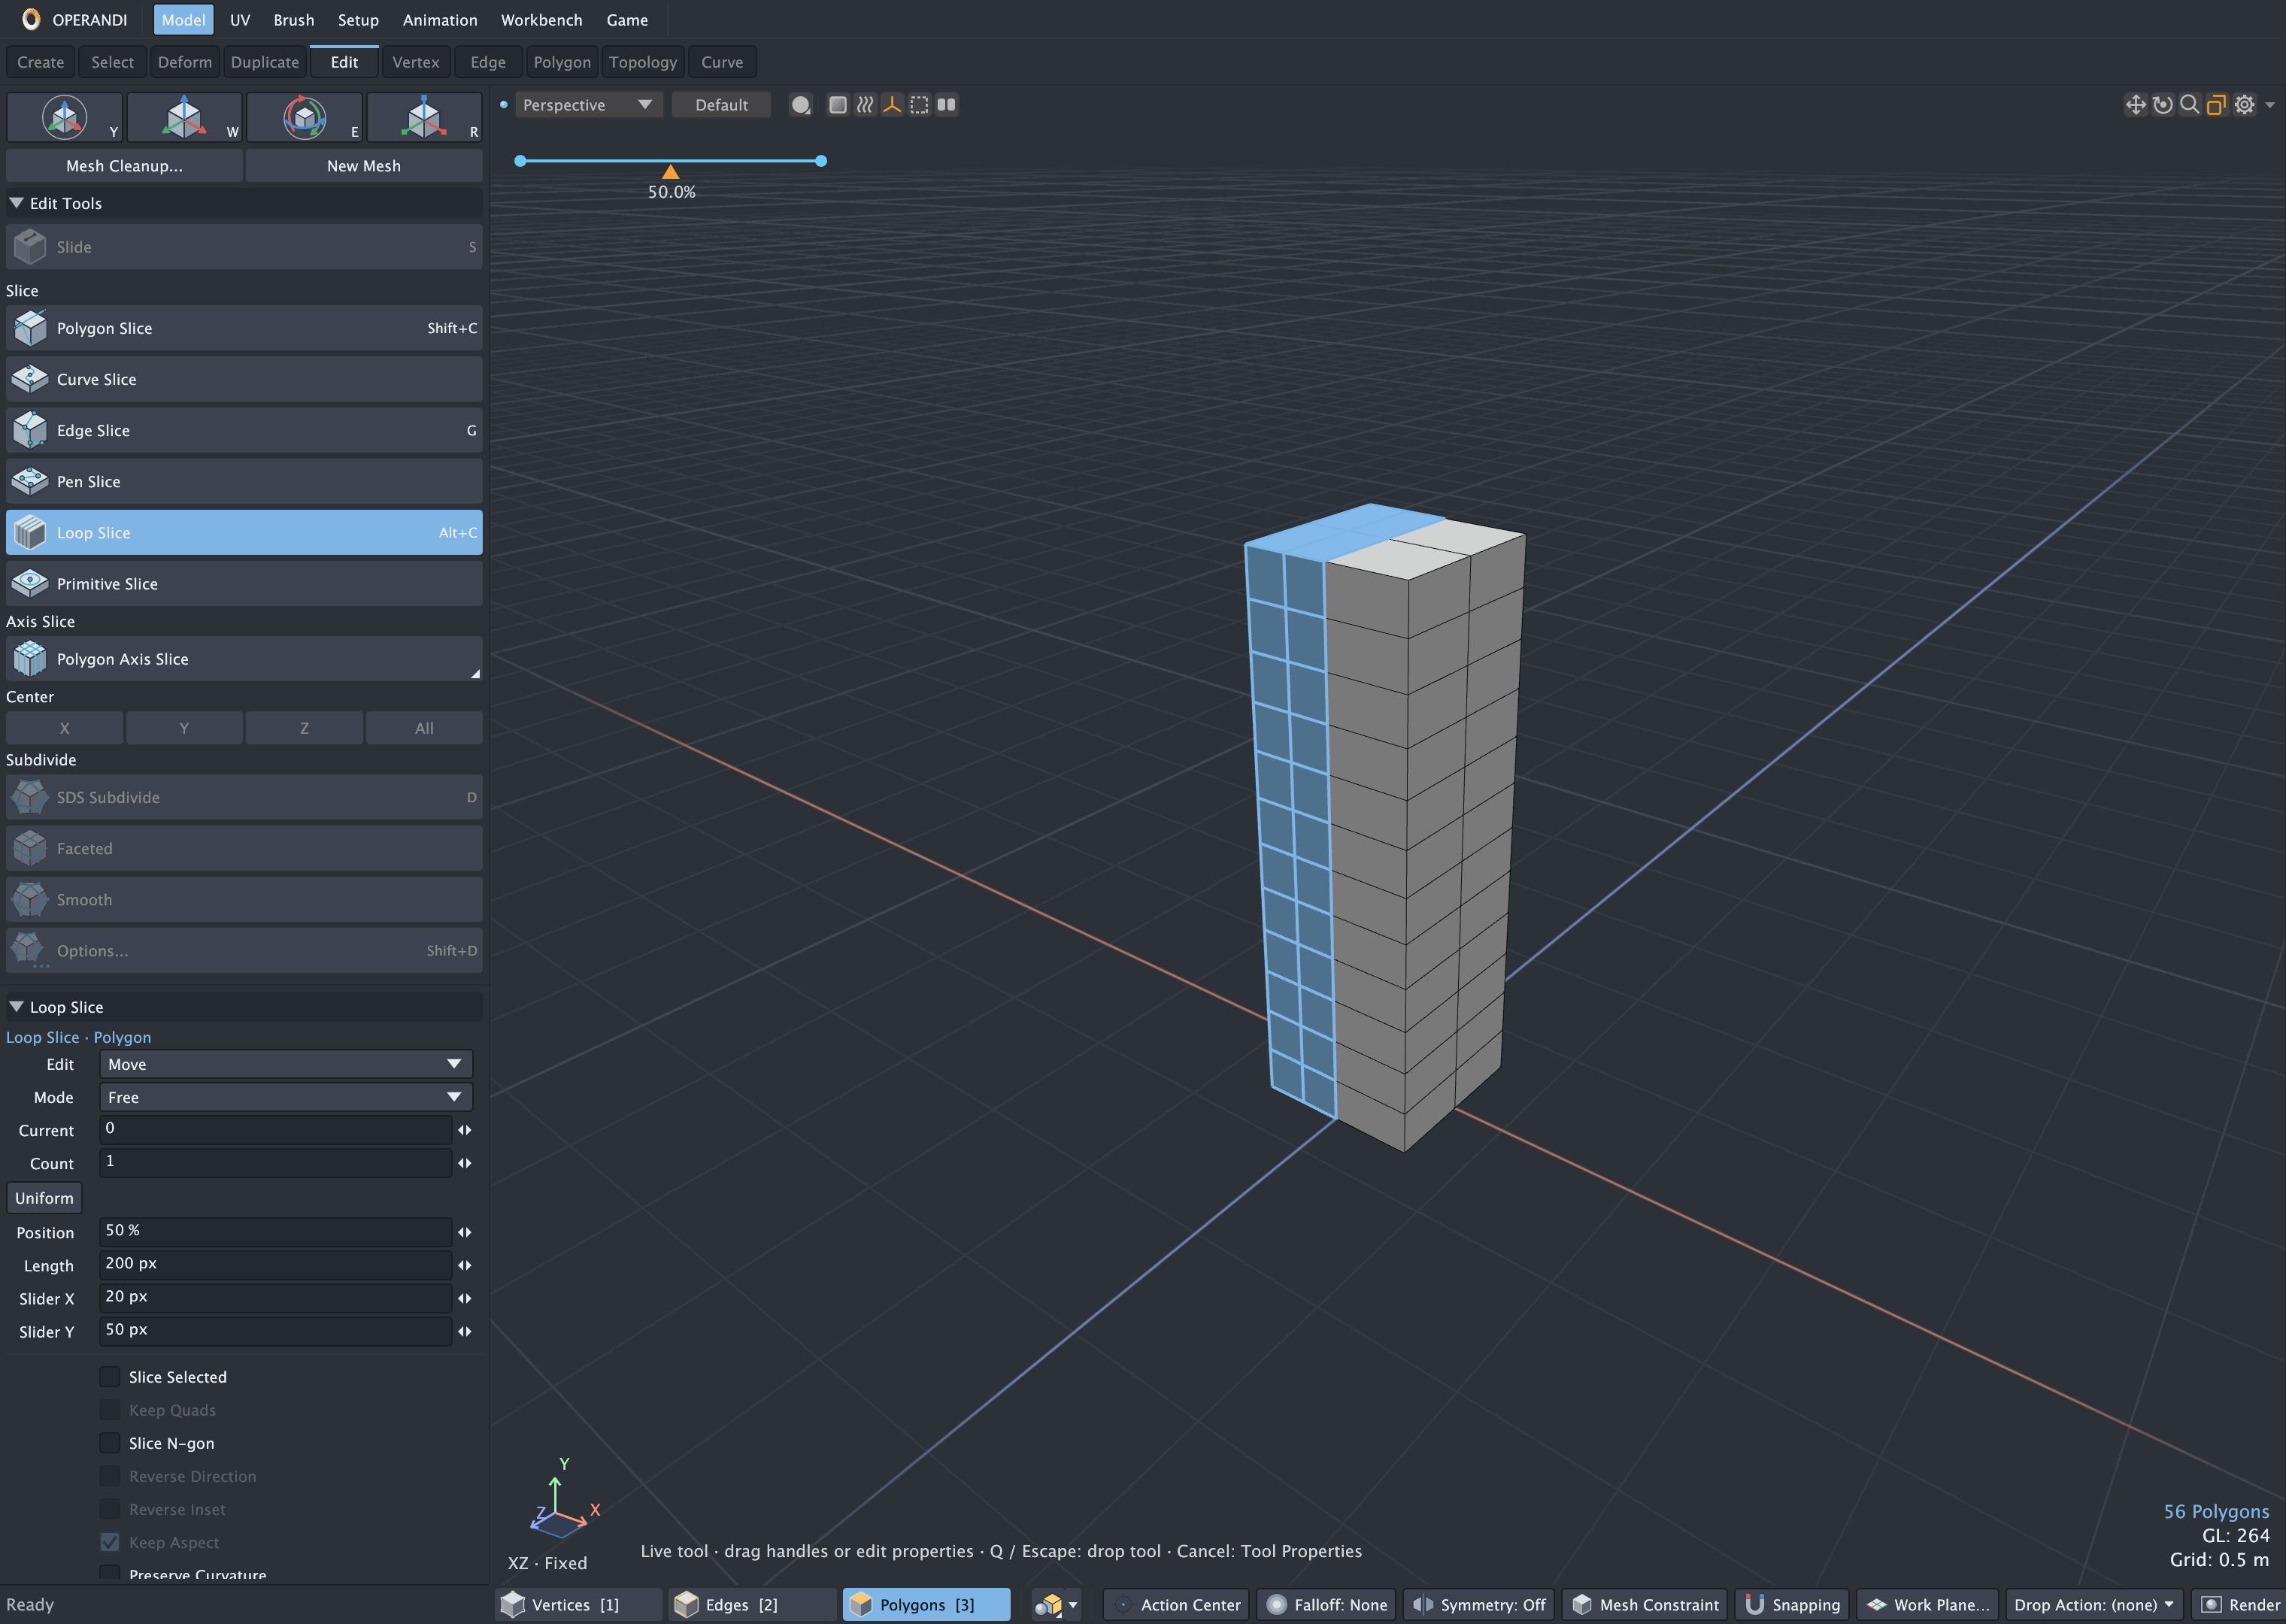 OPERANDI Model UV Brush Setup Animation Workbench Game
Create Select Deform Duplicate Edit Vertex Edge Polygon Topology Curve
Y W E R
Mesh Cleanup... New Mesh
Edit Tools
Slide S
Slice
Polygon Slice Shift+C
Curve Slice
Edge Slice G
Pen Slice
Loop Slice Alt+C
Primitive Slice
Axis Slice
Polygon Axis Slice
Center
X Y Z All
Subdivide
SDS Subdivide D
Faceted
Smooth
Options... Shift+D
Loop Slice
Loop Slice · Polygon
Edit Move
Mode Free
Current 0
Count 1
Uniform
Position 50 %
Length 200 px
Slider X 20 px
Slider Y 50 px
Slice Selected
Keep Quads
Slice N-gon
Reverse Direction
Reverse Inset
Keep Aspect
Preserve Curvature
Perspective Default
50.0%
Y
Z X
XZ · Fixed
Live tool · drag handles or edit properties · Q / Escape: drop tool · Cancel: Tool Properties
56 Polygons
GL: 264
Grid: 0.5 m
Ready Vertices [1] Edges [2] Polygons [3] Action Center Falloff: None Symmetry: Off Mesh Constraint Snapping Work Plane... Drop Action: (none) Render